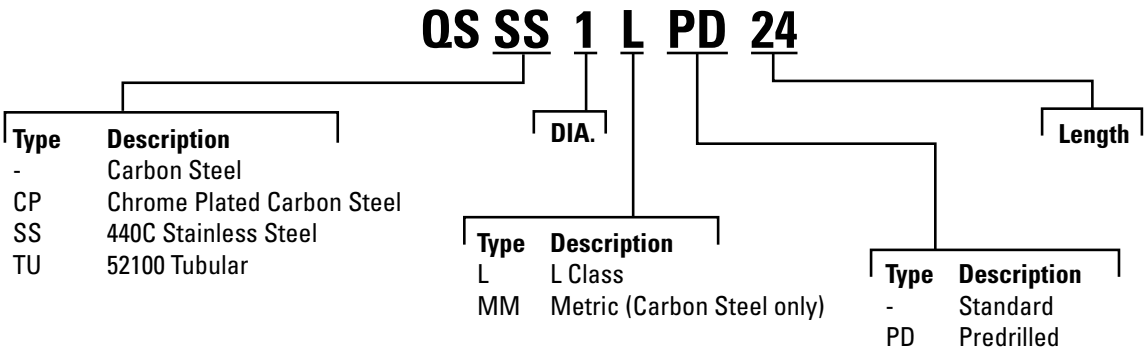 QS SS 1 L PD 24
Type Description
- Carbon Steel
CP Chrome Plated Carbon Steel
SS 440C Stainless Steel
TU 52100 Tubular
DIA.
Type Description
L L Class
MM Metric (Carbon Steel only)
Type Description
- Standard
PD Predrilled
Length